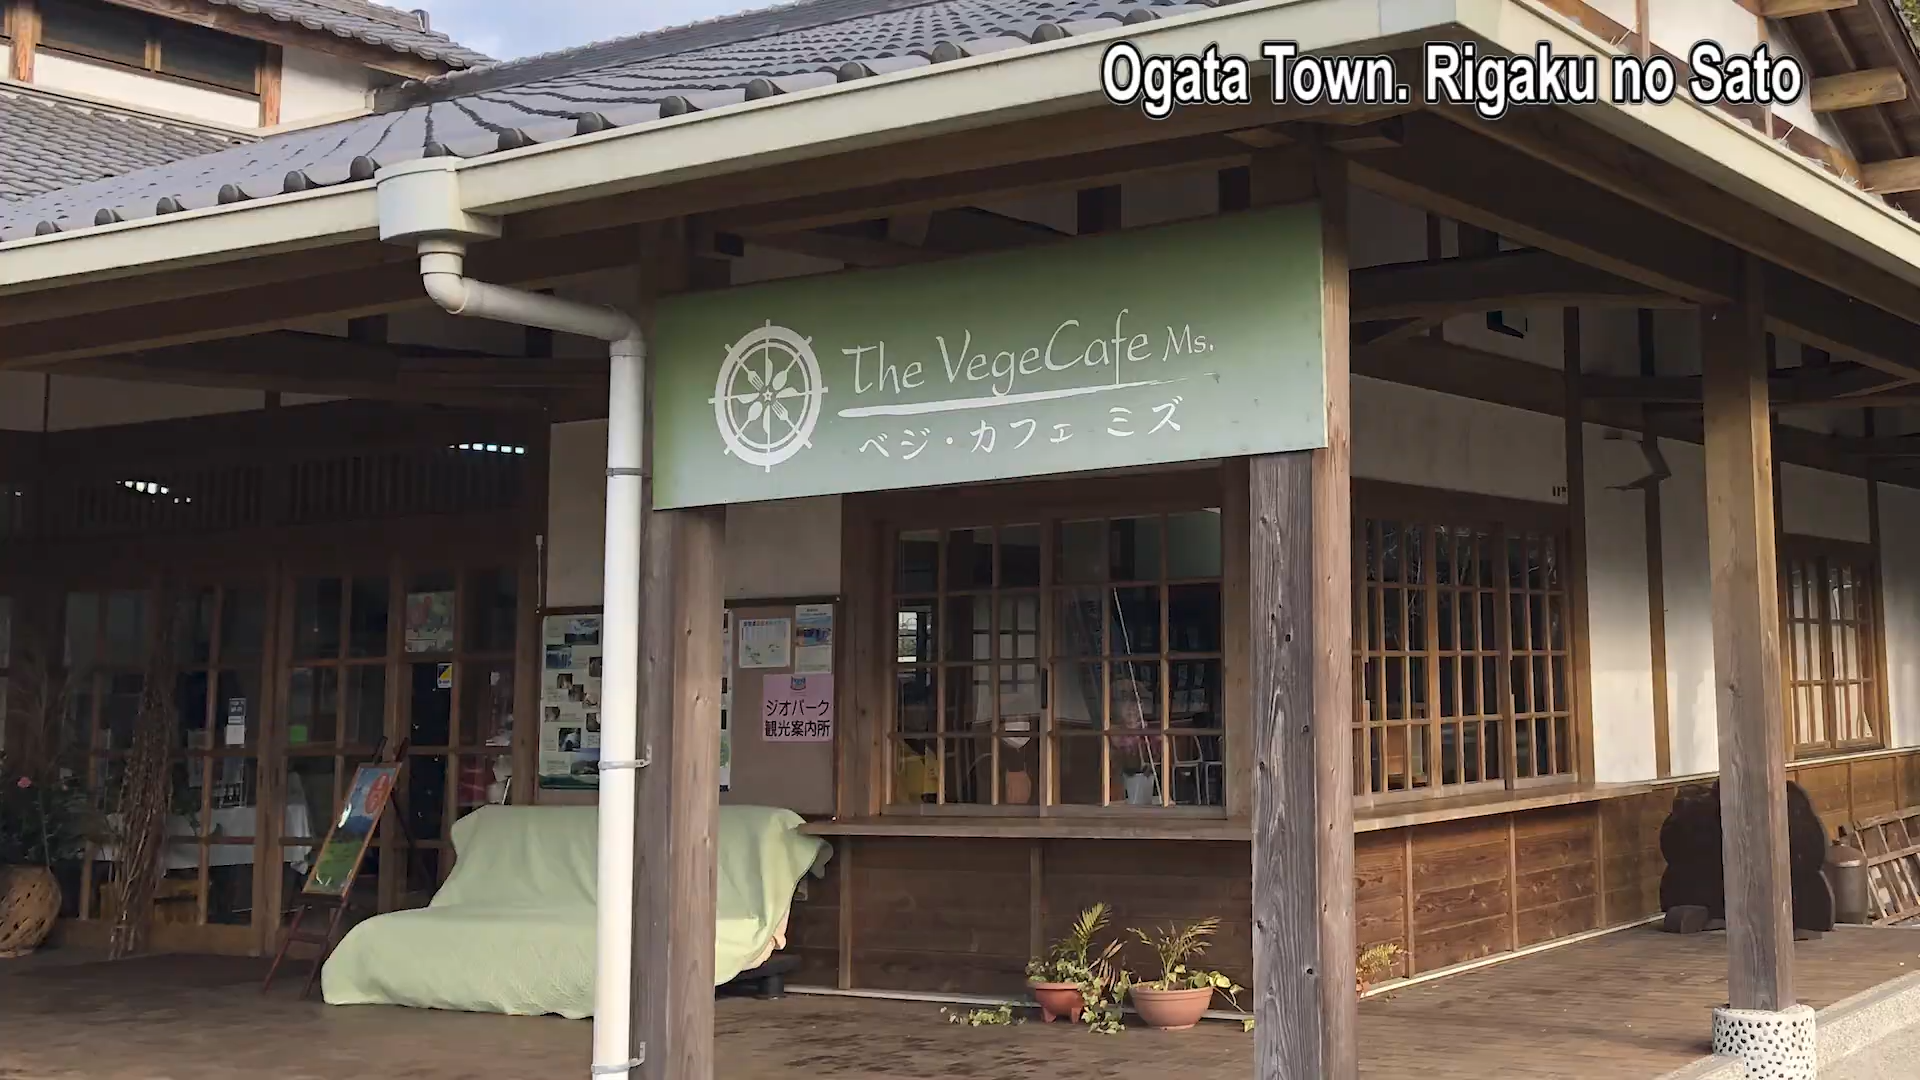 Ogata Town. Rigaku no Sato
The VegeCafe Ms.
ベジ・カフェ ミズ
ジオパーク
観光案内所